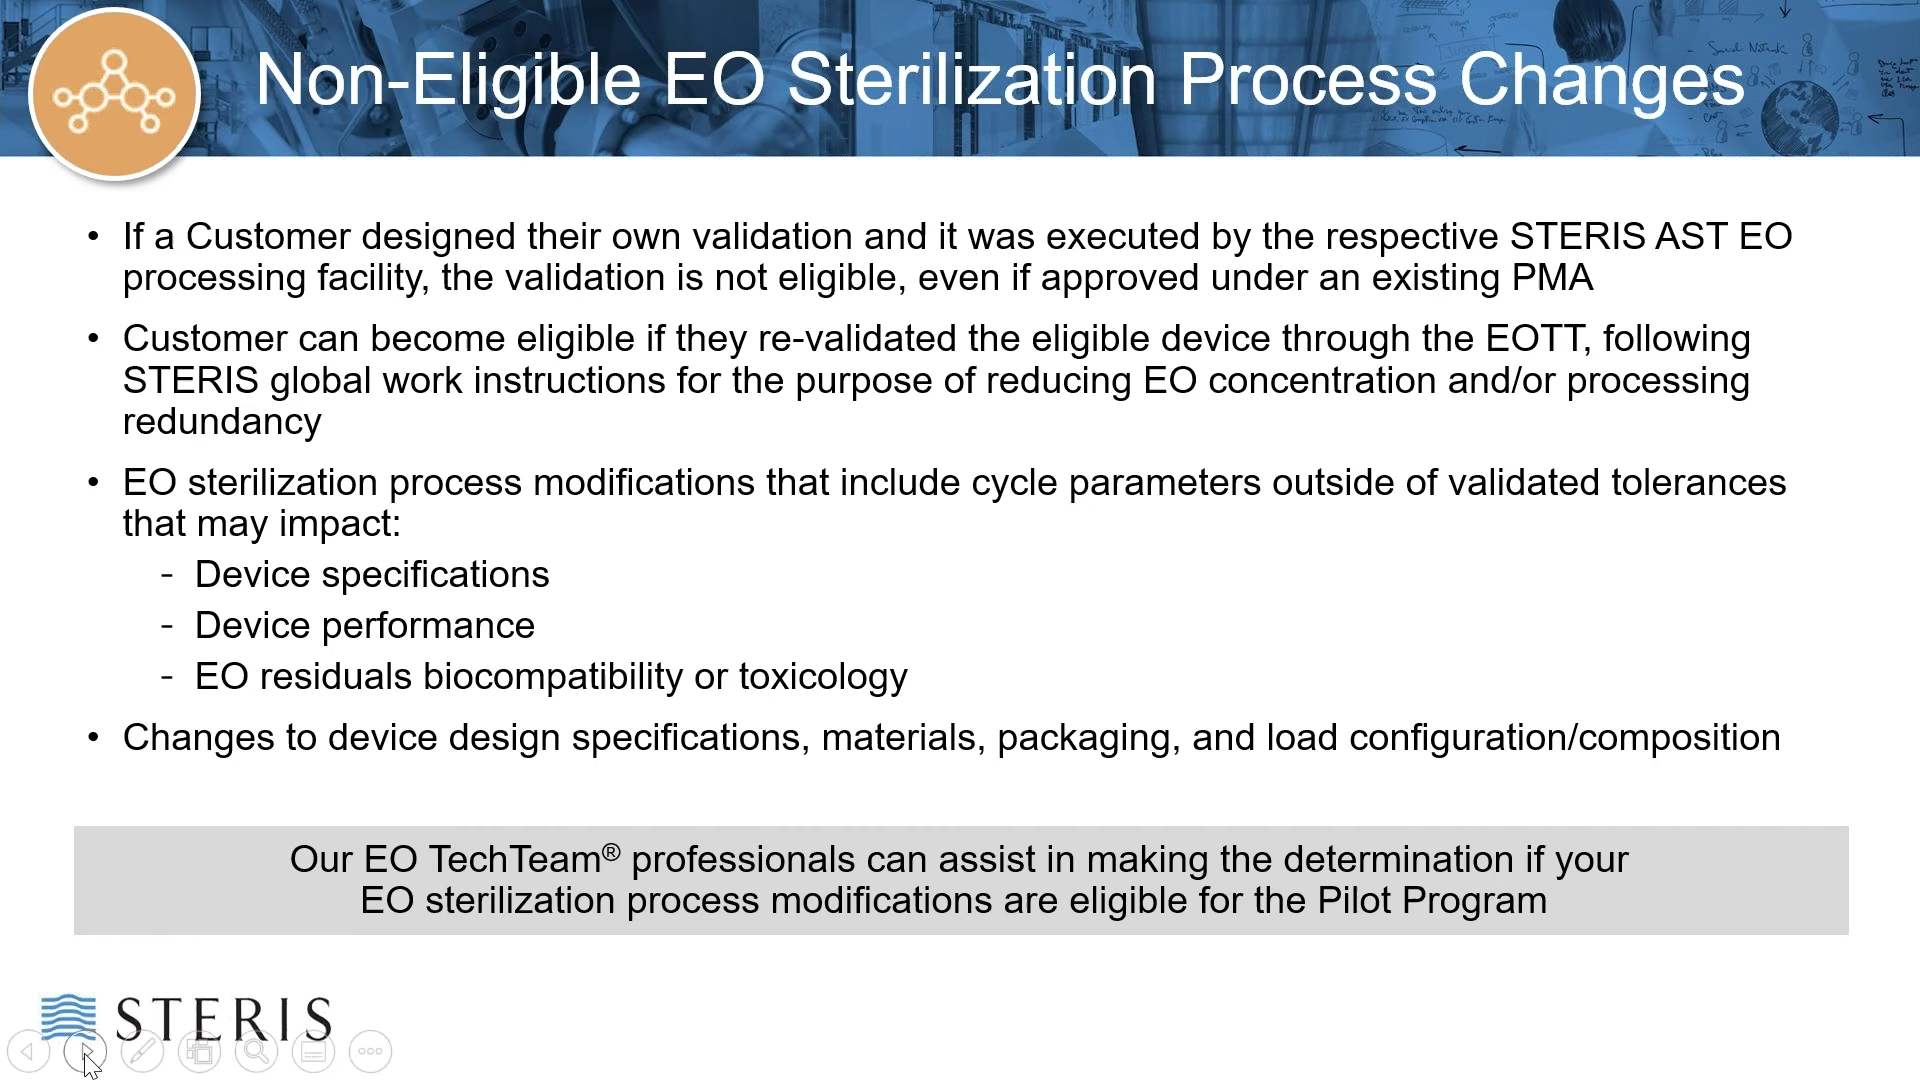 Non-Eligible EO Sterilization Process Changes
Social Network
• If a Customer designed their own validation and it was executed by the respective STERIS AST EO
processing facility, the validation is not eligible, even if approved under an existing PMA
• Customer can become eligible if they re-validated the eligible device through the EOTT, following
STERIS global work instructions for the purpose of reducing EO concentration and/or processing
redundancy
• EO sterilization process modifications that include cycle parameters outside of validated tolerances
that may impact:
- Device specifications
- Device performance
- EO residuals biocompatibility or toxicology
• Changes to device design specifications, materials, packaging, and load configuration/composition
Our EO TechTeam® professionals can assist in making the determination if your
EO sterilization process modifications are eligible for the Pilot Program
STERIS